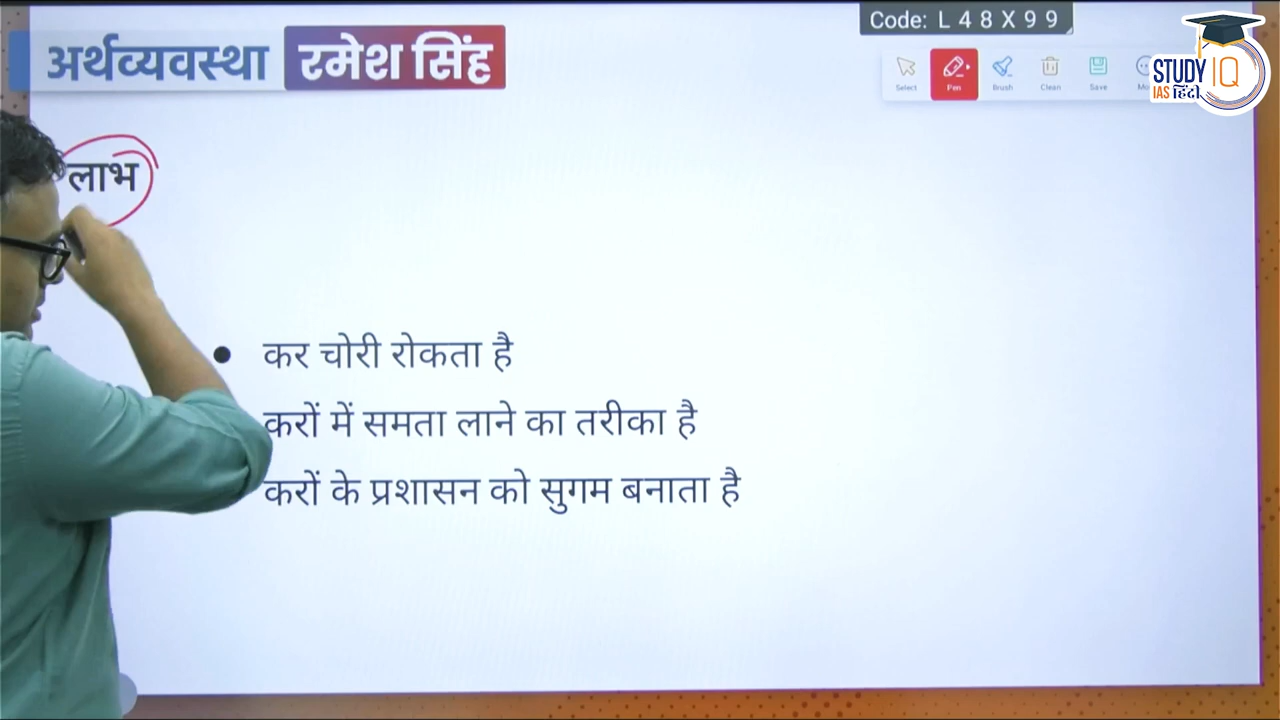 Code: L 4 8 X 9 9
अर्थव्यवस्था रमेश सिंह
Select Pen Brush Clean Save
STUDY IQ
IAS हिंदी
लाभ
• कर चोरी रोकता है
करों में समता लाने का तरीका है
करों के प्रशासन को सुगम बनाता है